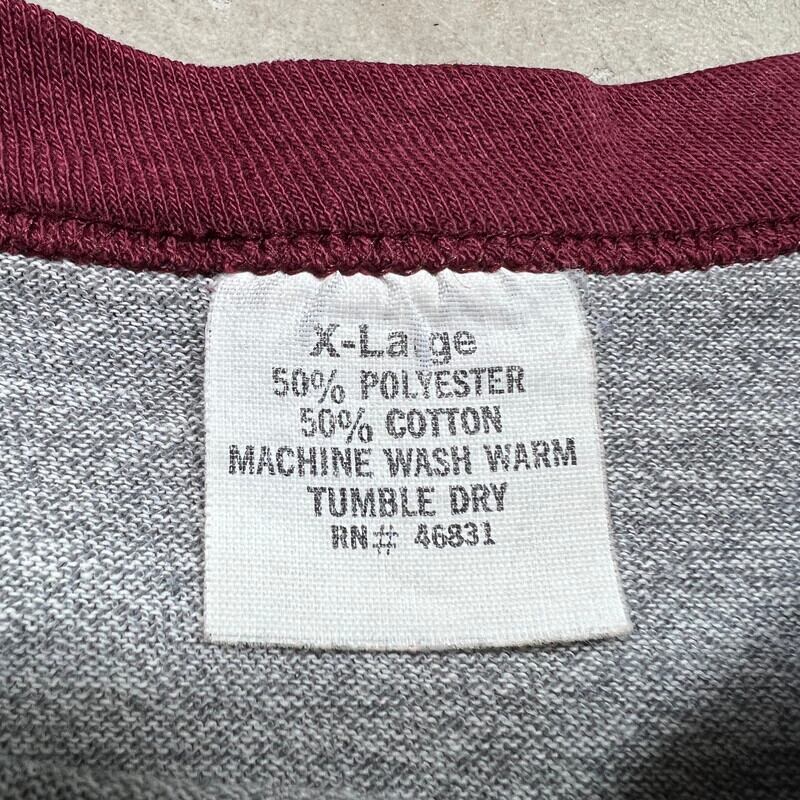 X-Large
50% POLYESTER
50% COTTON
MACHINE WASH WARM
TUMBLE DRY
RN# 46831